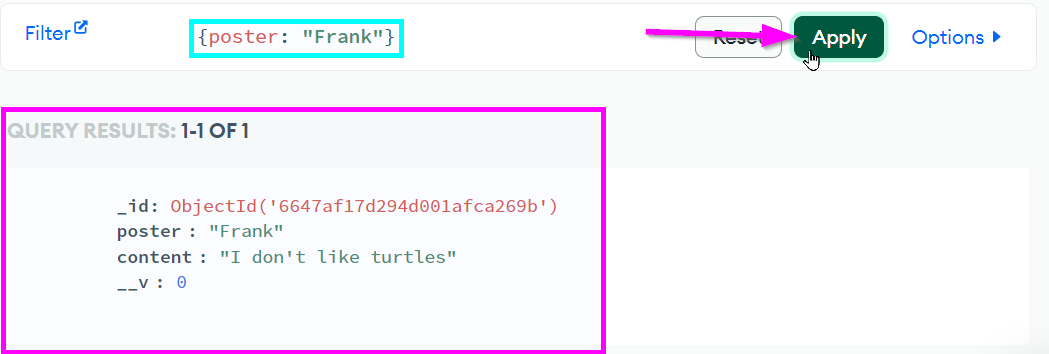 Filter {poster: "Frank"} Reset Apply Options
QUERY RESULTS: 1-1 OF 1
_id: ObjectId('6647af17d294d001afca269b')
poster : "Frank"
content : "I don't like turtles"
__v : 0